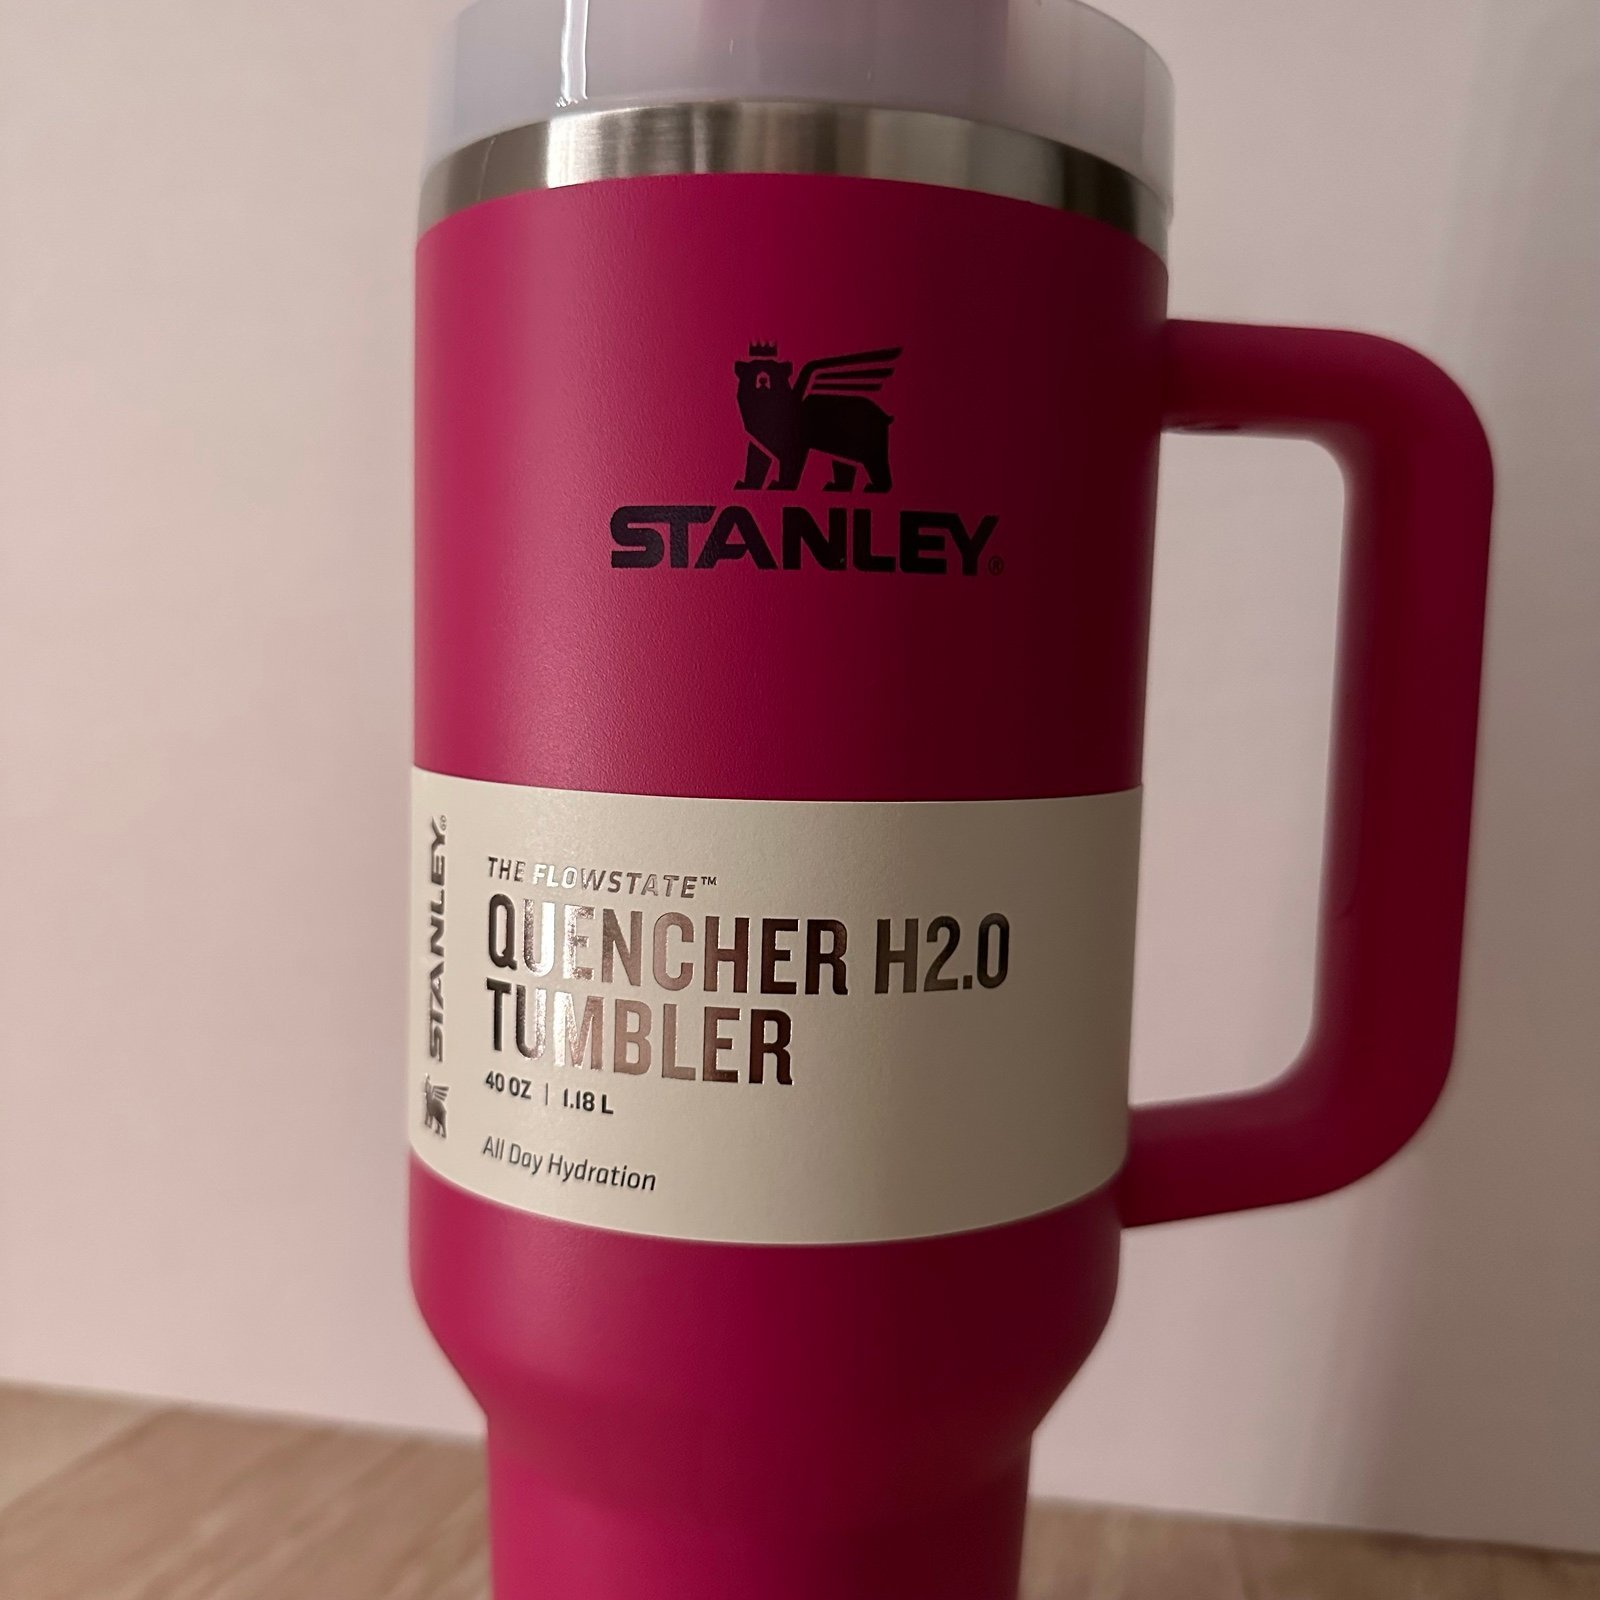 STANLEY®
STANLEY®
THE FLOWSTATE™
QUENCHER H2.0
TUMBLER
40 OZ | 1.18 L
All Day Hydration